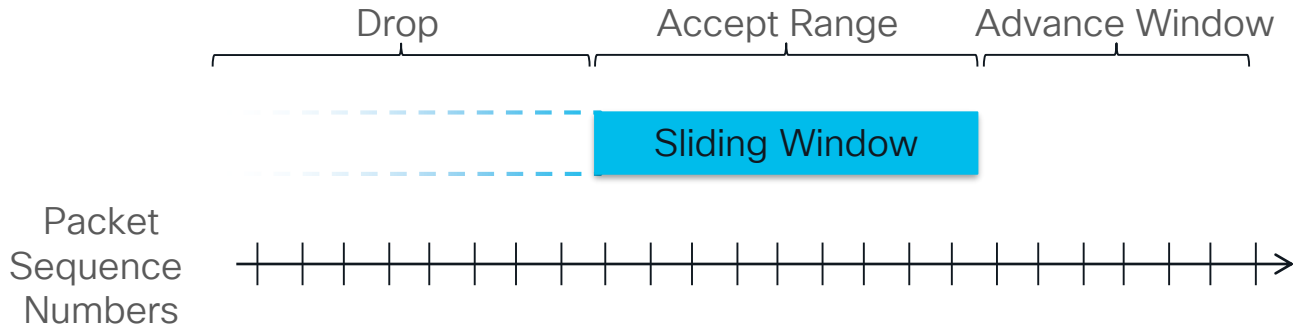 Drop
Accept Range
Advance Window
Sliding Window
Packet
Sequence
Numbers